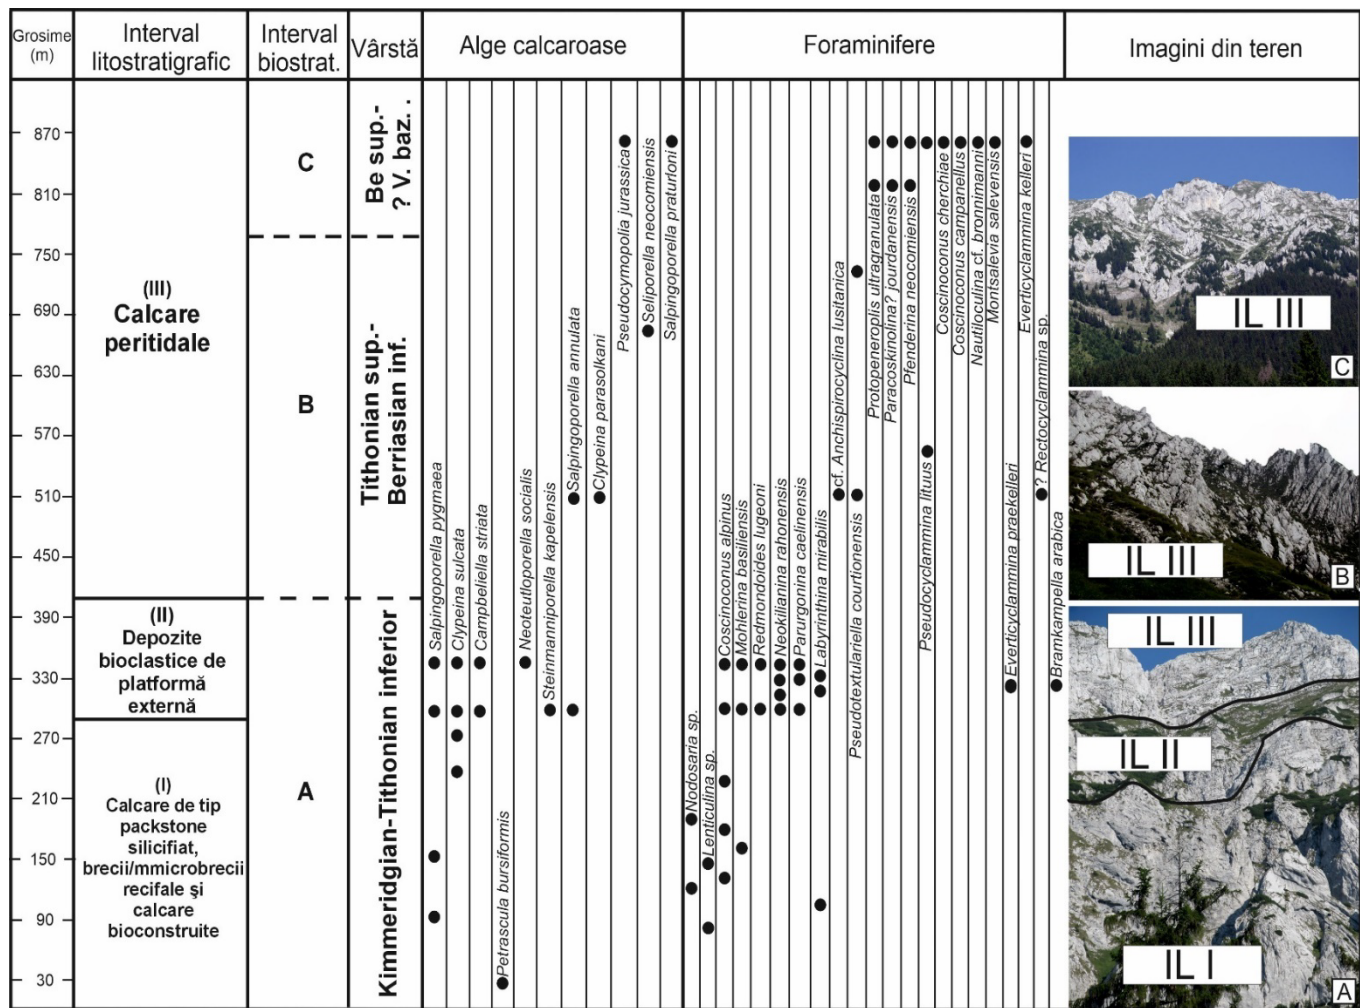 Grosime
(m)
Interval
litostratigrafic
Interval
biostrat.
Vârstă
Alge calcaroase
Foraminifere
Imagini din teren
870
810
750
690
630
570
510
450
390
330
270
210
150
90
30
(III)
Calcare
peritidale
(II)
Depozite
bioclastice de
platformă
externă
(I)
Calcare de tip
packstone
silicifiat,
brecii/mmicrobrecii
recifale şi
calcare
bioconstruite
C
B
A
Be sup.-
? V. baz. .
Tithonian sup.-
Berriasian inf.
Kimmeridgian-Tithonian inferior
Salpingoporella pygmaea
Clypeina sulcata
Campbeliella striata
Petrascula bursiformis
Neoteutloporella socialis
Steinmanniporella kapelensis
Salpingoporella annulata
Clypeina parasolkani
Pseudocymopolia jurassica
Seliporella neocomiensis
Salpingoporella praturloni
Nodosaria sp.
Lenticulina sp.
Coscinoconus alpinus
Mohlerina basiliensis
Redmondoides lugeoni
Neokilianina rahonensis
Parurgonina caelinensis
Labyrinthina mirabilis
cf. Anchispirocyclina lusitanica
Pseudotextulariella courtionensis
Protopeneroplis ultragranulata
Paracoskinolina? jourdanensis
Pfenderina neocomiensis
Pseudocyclammina lituus
Coscinoconus cherchiae
Coscinoconus campanellus
Nautiloculina cf. bronnimanni
Montsalevia salevensis
Everticyclammina praekelleri
Everticyclammina kelleri
? Rectocyclammina sp.
Bramkampella arabica
IL III
C
IL III
B
IL III
IL II
IL I
A